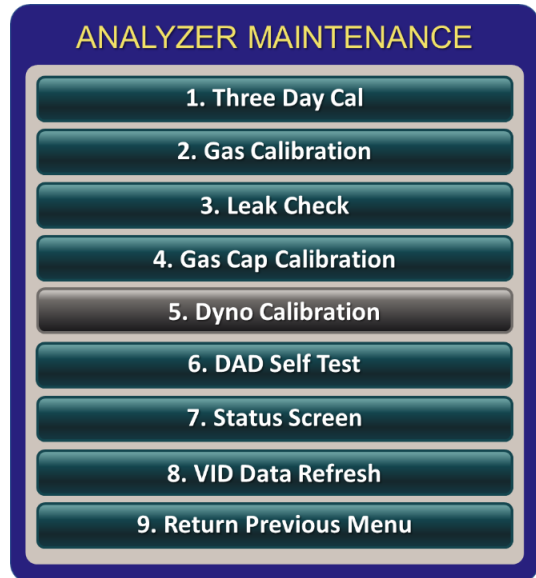 ANALYZER MAINTENANCE
1. Three Day Cal
2. Gas Calibration
3. Leak Check
4. Gas Cap Calibration
5. Dyno Calibration
6. DAD Self Test
7. Status Screen
8. VID Data Refresh
9. Return Previous Menu